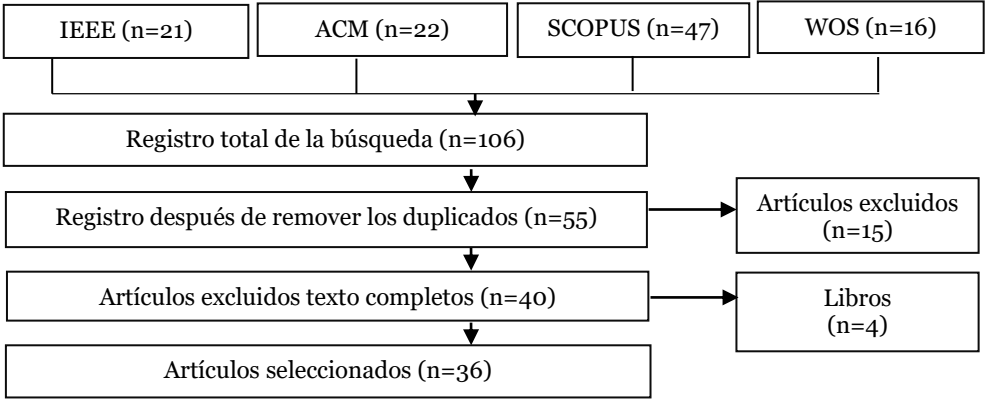 IEEE (n=21)
ACM (n=22)
SCOPUS (n=47)
WOS (n=16)
Registro total de la búsqueda (n=106)
Registro después de remover los duplicados (n=55)
Artículos excluidos
(n=15)
Artículos excluidos texto completos (n=40)
Libros
(n=4)
Artículos seleccionados (n=36)